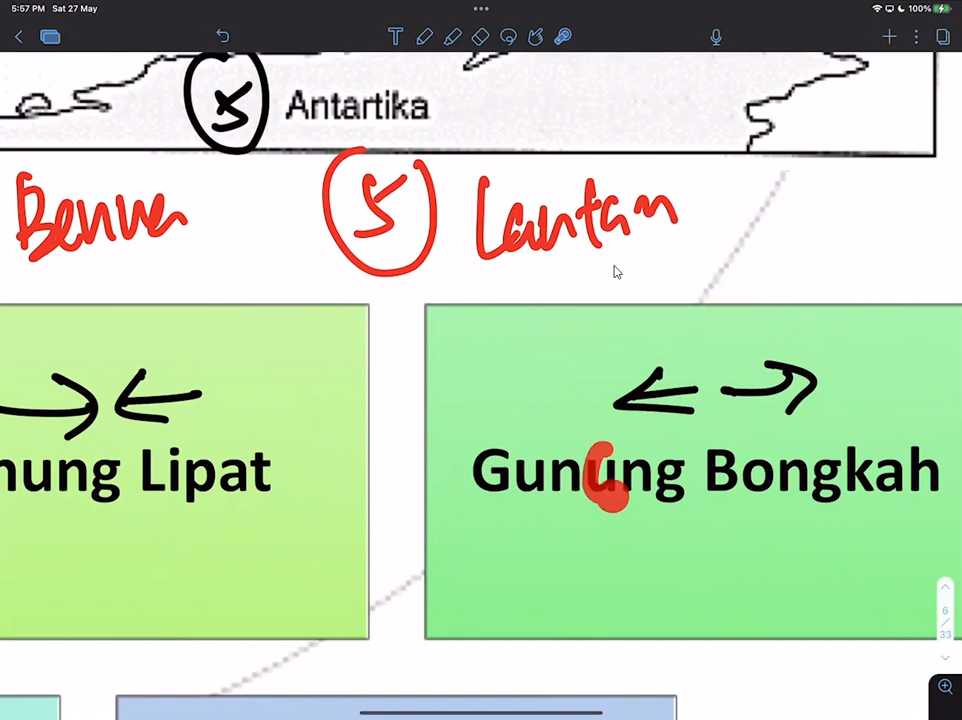 5:57 PM Sat 27 May
100%
5 Antartika
Benua 5 Lautan
nung Lipat
Gunung Bongkah
6
/
33